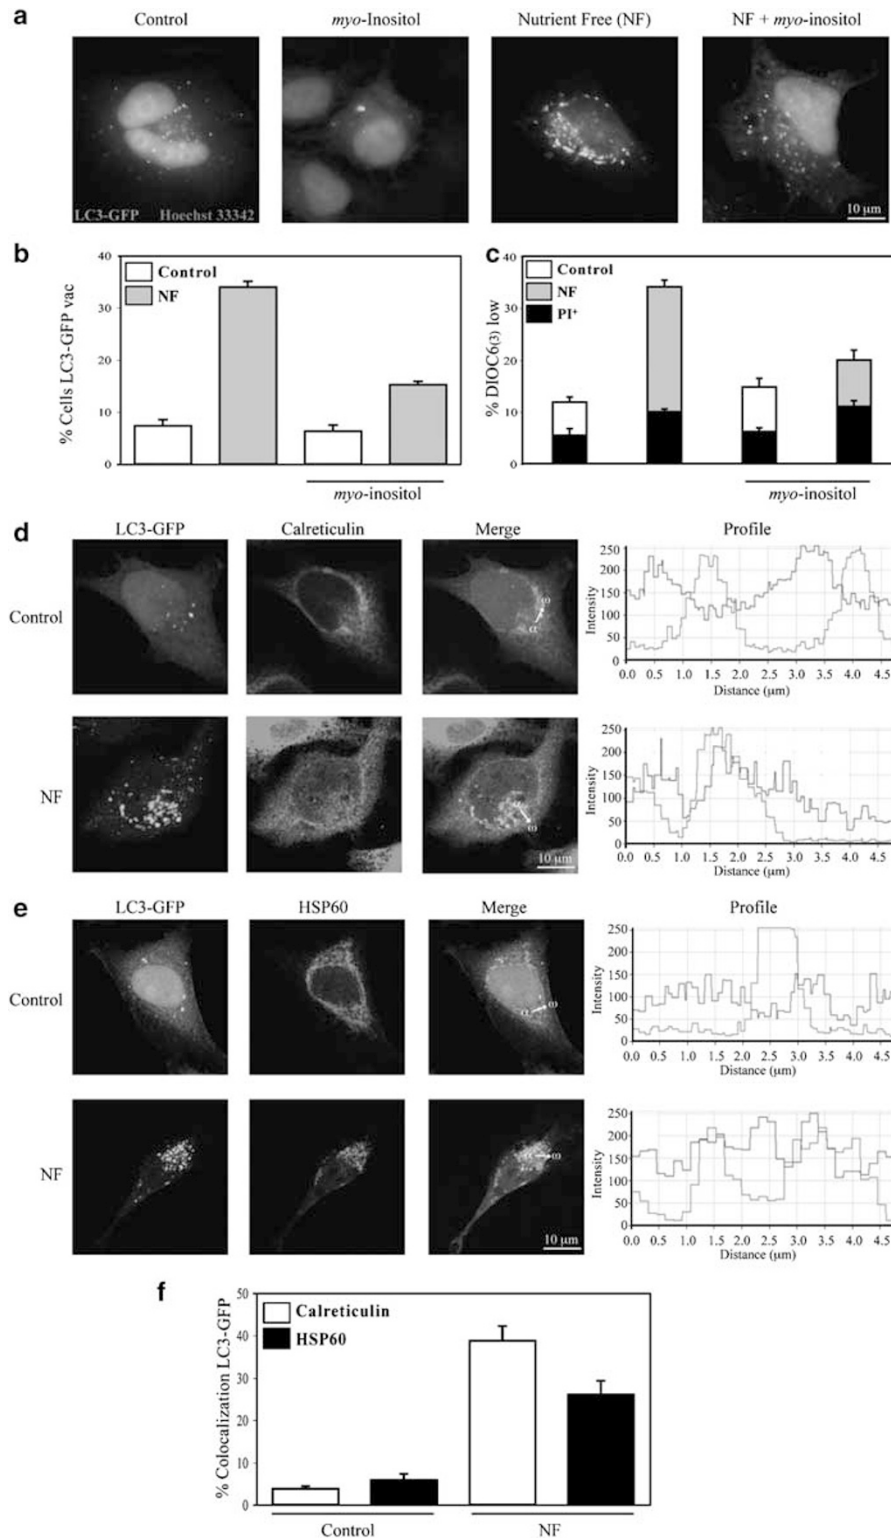 a
Control
myo-Inositol
Nutrient Free (NF)
NF + myo-inositol
LC3-GFP Hoechst 33342
10 μm
b
Control
NF
% Cells LC3-GFP vac
40
30
20
10
0
myo-inositol
c
Control
NF
PI+
% DIOC6(3) low
40
30
20
10
0
myo-inositol
d
LC3-GFP
Calreticulin
Merge
Profile
Control
α
ω
Intensity
250
200
150
100
50
0
0.0 0.5 1.0 1.5 2.0 2.5 3.0 3.5 4.0 4.5
Distance (μm)
NF
ω
10 μm
Intensity
250
200
150
100
50
0
0.0 0.5 1.0 1.5 2.0 2.5 3.0 3.5 4.0 4.5
Distance (μm)
e
LC3-GFP
HSP60
Merge
Profile
Control
α
ω
Intensity
250
200
150
100
50
0
0.0 0.5 1.0 1.5 2.0 2.5 3.0 3.5 4.0 4.5
Distance (μm)
NF
α
ω
10 μm
Intensity
250
200
150
100
50
0
0.0 0.5 1.0 1.5 2.0 2.5 3.0 3.5 4.0 4.5
Distance (μm)
f
Calreticulin
HSP60
% Colocalization LC3-GFP
50
40
30
20
10
0
Control
NF